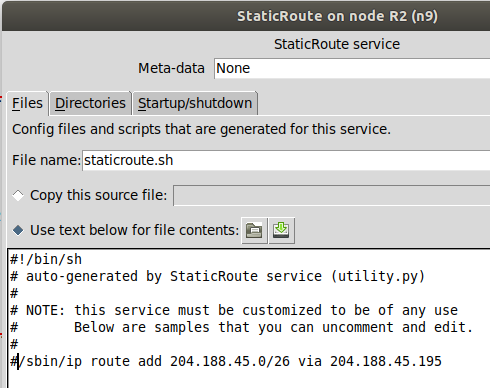 StaticRoute on node R2 (n9)
StaticRoute service
Meta-data None
Files Directories Startup/shutdown
Config files and scripts that are generated for this service.
File name: staticroute.sh
Copy this source file:
Use text below for file contents:
#!/bin/sh
# auto-generated by StaticRoute service (utility.py)
#
# NOTE: this service must be customized to be of any use
#       Below are samples that you can uncomment and edit.
#
#/sbin/ip route add 204.188.45.0/26 via 204.188.45.195